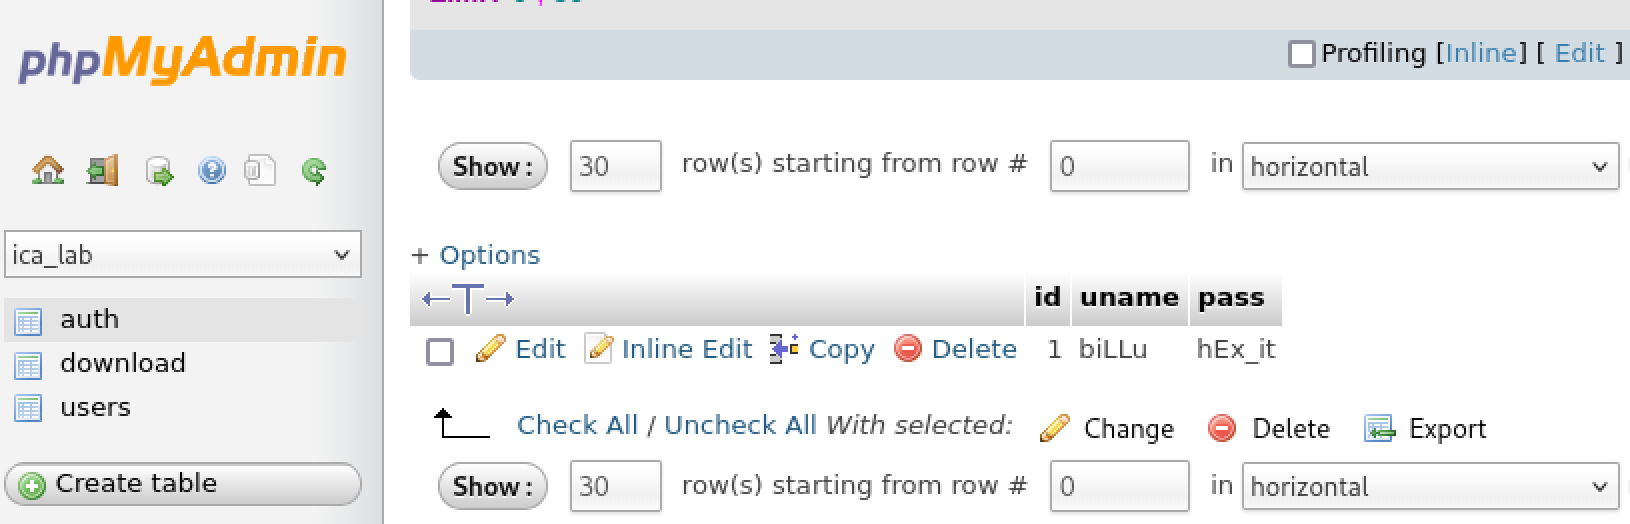 phpMyAdmin
ica_lab
auth
download
users
Create table
Profiling [Inline] [ Edit ]
Show : 30 row(s) starting from row # 0 in horizontal
+ Options
←T→ id uname pass
Edit Inline Edit Copy Delete 1 biLLu hEx_it
Check All / Uncheck All With selected: Change Delete Export
Show : 30 row(s) starting from row # 0 in horizontal